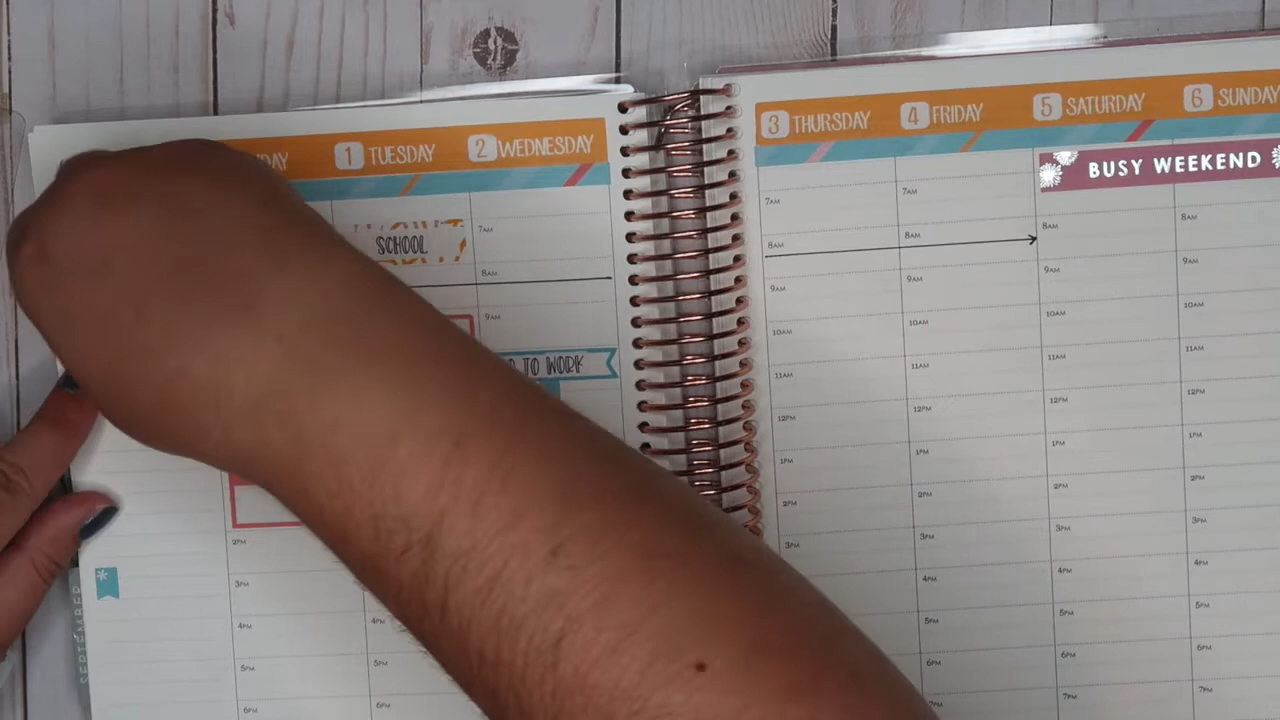 1 TUESDAY
2 WEDNESDAY
3 THURSDAY
4 FRIDAY
5 SATURDAY
6 SUNDAY
SCHOOL
TO WORK
BUSY WEEKEND
SEPTEMBER
2PM
3PM
4PM
5PM
6PM
4PM
5PM
7AM
8AM
9AM
7AM
8AM
9AM
10AM
11AM
12PM
1PM
2PM
3PM
7AM
8AM
9AM
10AM
11AM
12PM
1PM
2PM
3PM
4PM
5PM
6PM
7PM
8AM
9AM
10AM
11AM
12PM
1PM
2PM
3PM
4PM
5PM
6PM
7PM
8AM
9AM
10AM
11AM
12PM
1PM
2PM
3PM
4PM
5PM
6PM
7PM